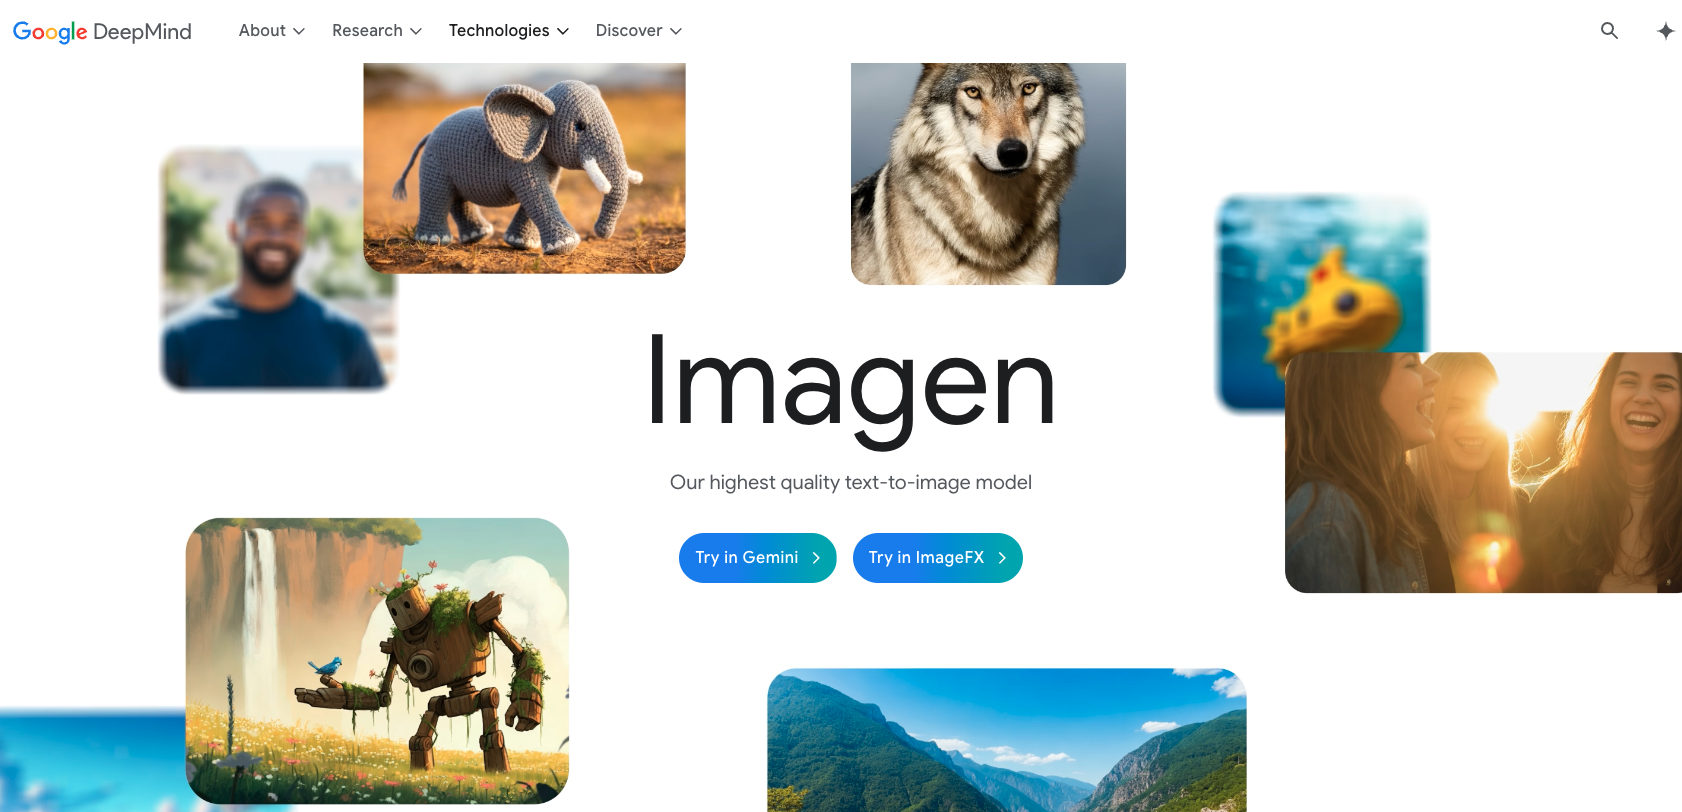 Google DeepMind About Research Technologies Discover
Imagen
Our highest quality text-to-image model
Try in Gemini Try in ImageFX